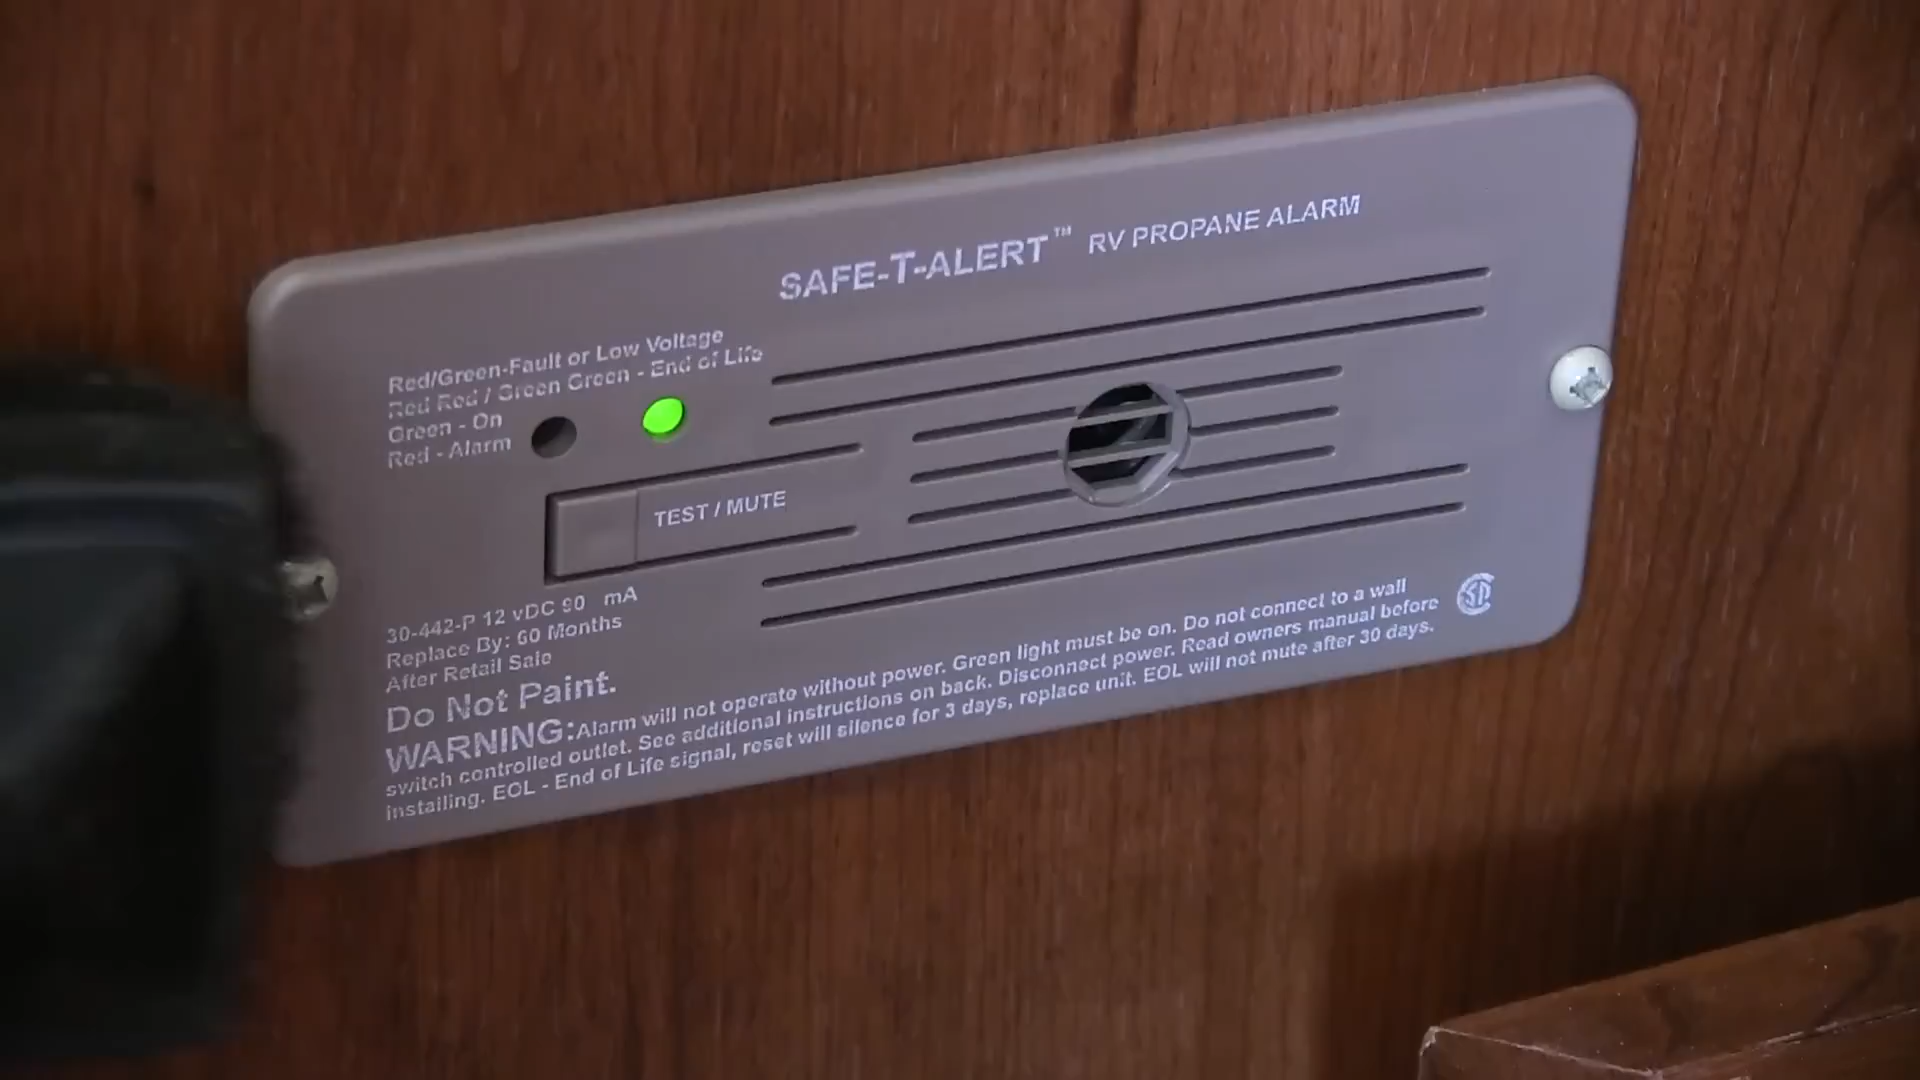 SAFE-T-ALERT™ RV PROPANE ALARM
Red/Green-Fault or Low Voltage
Red Red / Green Green - End of Life
Green - On
Red - Alarm
TEST / MUTE
30-442-P 12 vDC 90 mA
Replace By: 60 Months
After Retail Sale
Do Not Paint.
WARNING: Alarm will not operate without power. Green light must be on. Do not connect to a wall
switch controlled outlet. See additional instructions on back. Disconnect power. Read owners manual before
installing. EOL - End of Life signal, reset will silence for 3 days, replace unit. EOL will not mute after 30 days.